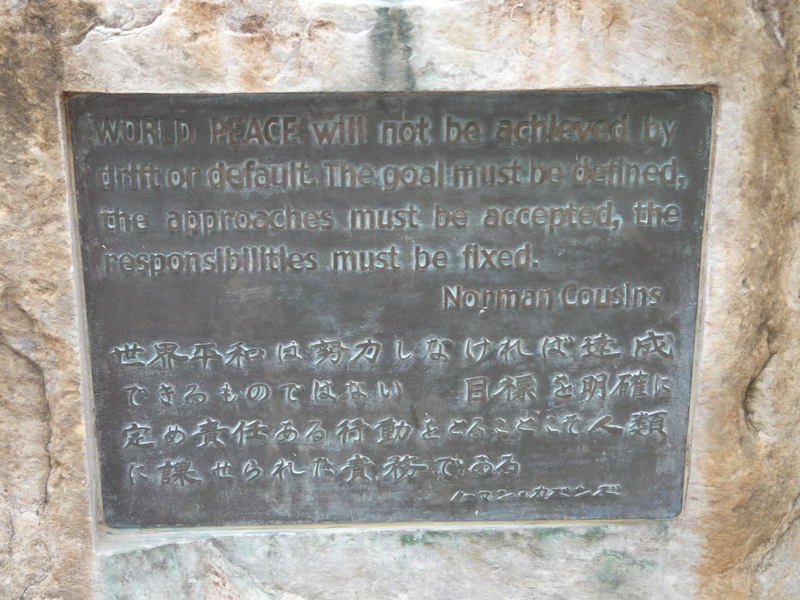 WORLD PEACE will not be achieved by
drift or default. The goal must be defined,
the approaches must be accepted, the
responsibilities must be fixed.
Norman Cousins
世界平和は努力しなければ達成
できるものではない 目標を明確に
定め責任ある行動をとることこそ人類
に課せられた責務である
ノーマン・カズンズ